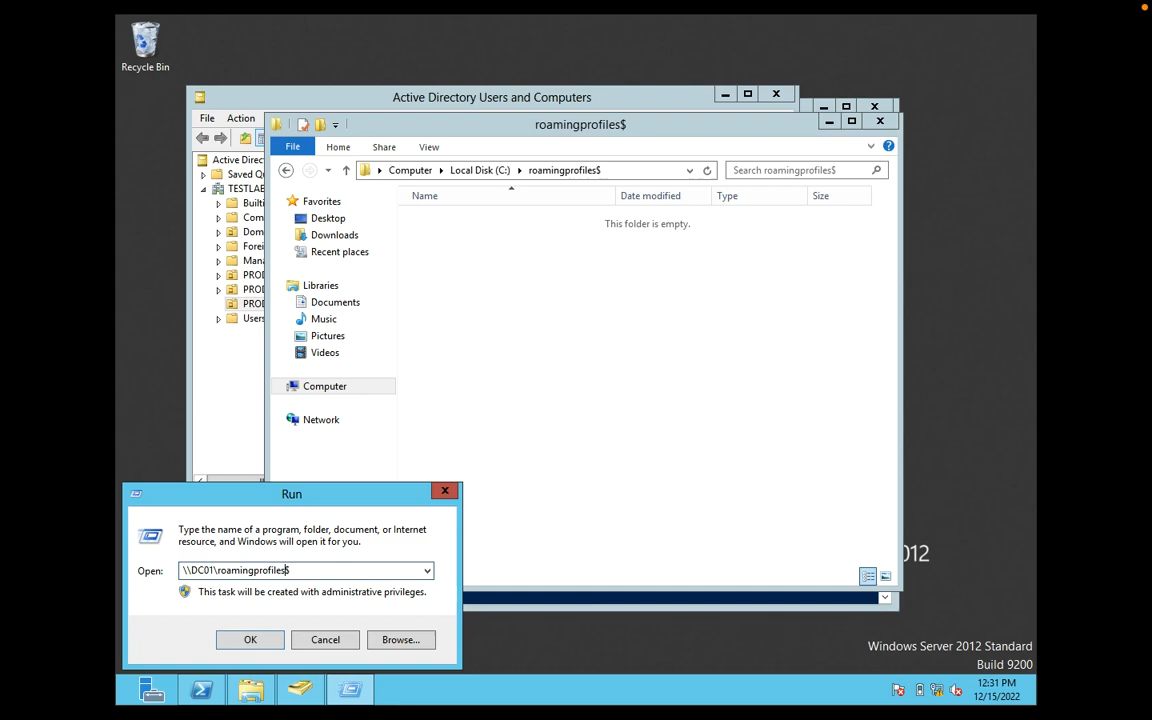 Recycle Bin
Active Directory Users and Computers
File Action
Active Direc
Saved Qu
TESTLAB
Builti
Com
Dom
Forei
Mana
PROD
PROD
PROD
Users
roamingprofiles$
File Home Share View
Computer Local Disk (C:) roamingprofiles$
Search roamingprofiles$
Name Date modified Type Size
This folder is empty.
Favorites
Desktop
Downloads
Recent places
Libraries
Documents
Music
Pictures
Videos
Computer
Network
Run
Type the name of a program, folder, document, or Internet
resource, and Windows will open it for you.
Open: \\DC01\roamingprofiles$
This task will be created with administrative privileges.
OK Cancel Browse...
012
Windows Server 2012 Standard
Build 9200
12:31 PM
12/15/2022